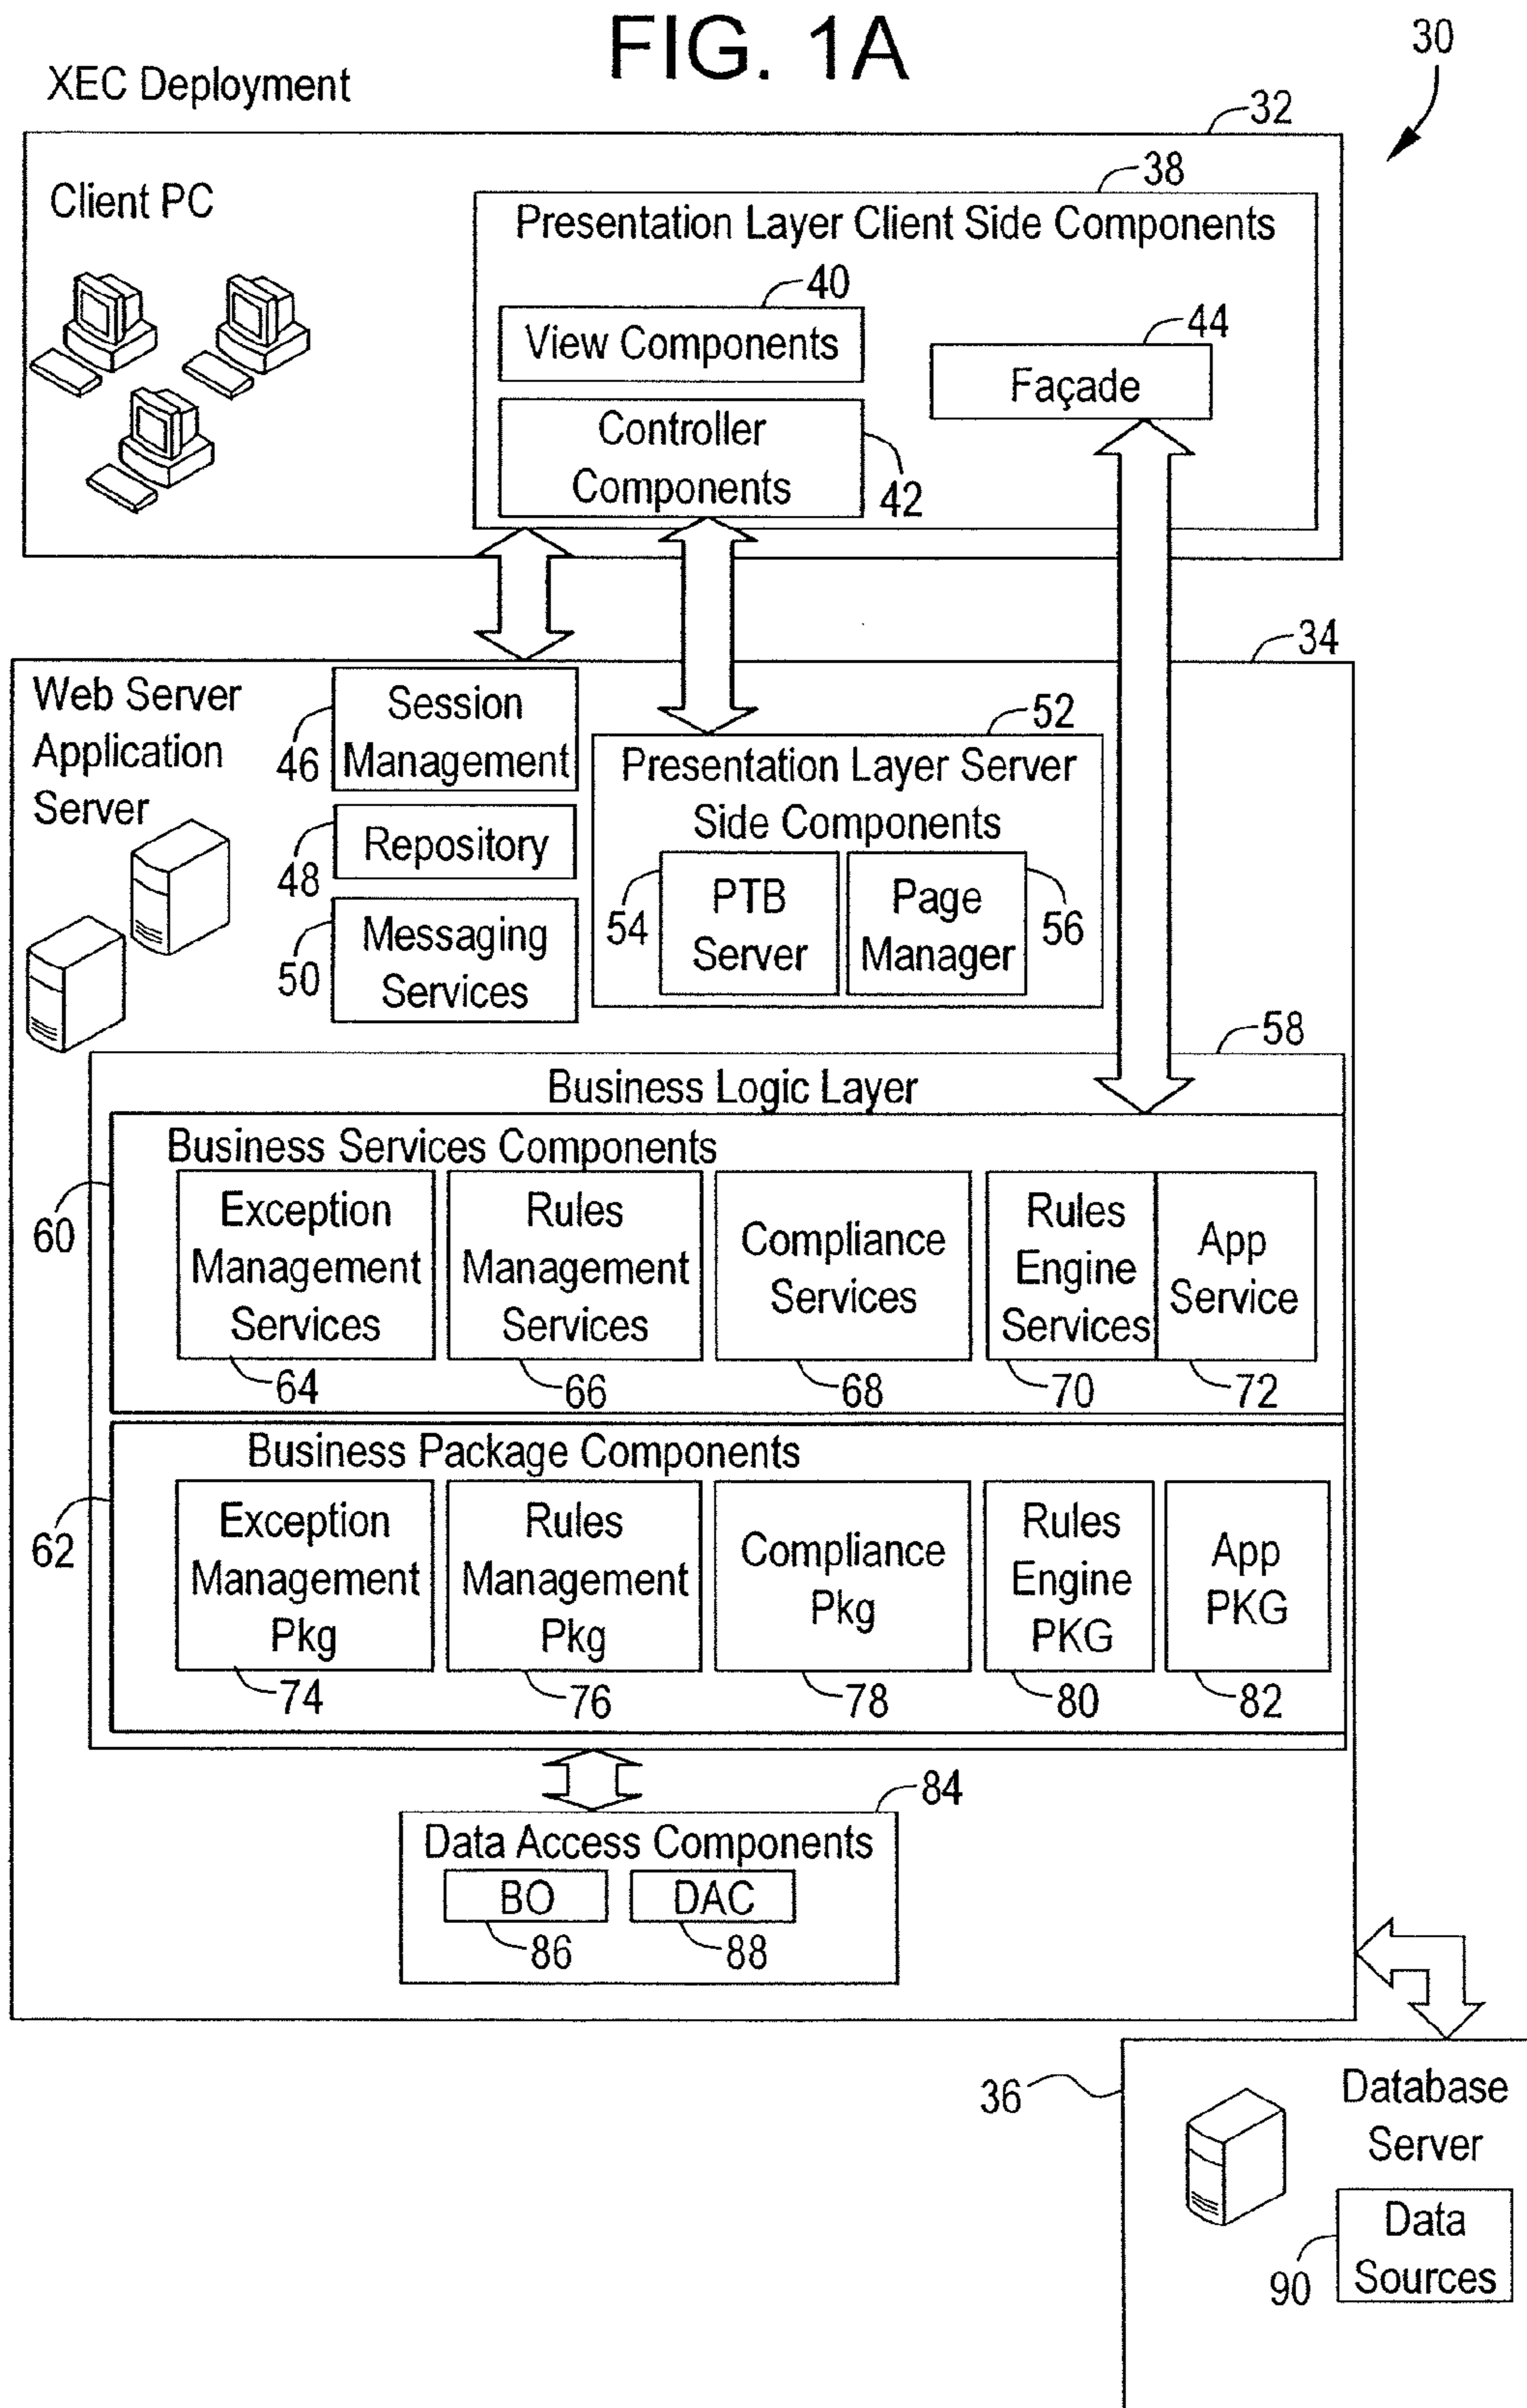 FIG. 1A
30
XEC Deployment
32
Client PC
38
Presentation Layer Client Side Components
40
View Components
44
Façade
Controller
Components
42
34
Web Server
Application
Server
Session
Management
46
Repository
48
Messaging
Services
50
52
Presentation Layer Server
Side Components
54
PTB
Server
Page
Manager
56
58
Business Logic Layer
60
Business Services Components
Exception
Management
Services
64
Rules
Management
Services
66
Compliance
Services
68
Rules
Engine
Services
70
App
Service
72
62
Business Package Components
Exception
Management
Pkg
74
Rules
Management
Pkg
76
Compliance
Pkg
78
Rules
Engine
PKG
80
App
PKG
82
84
Data Access Components
BO
86
DAC
88
36
Database
Server
Data
Sources
90